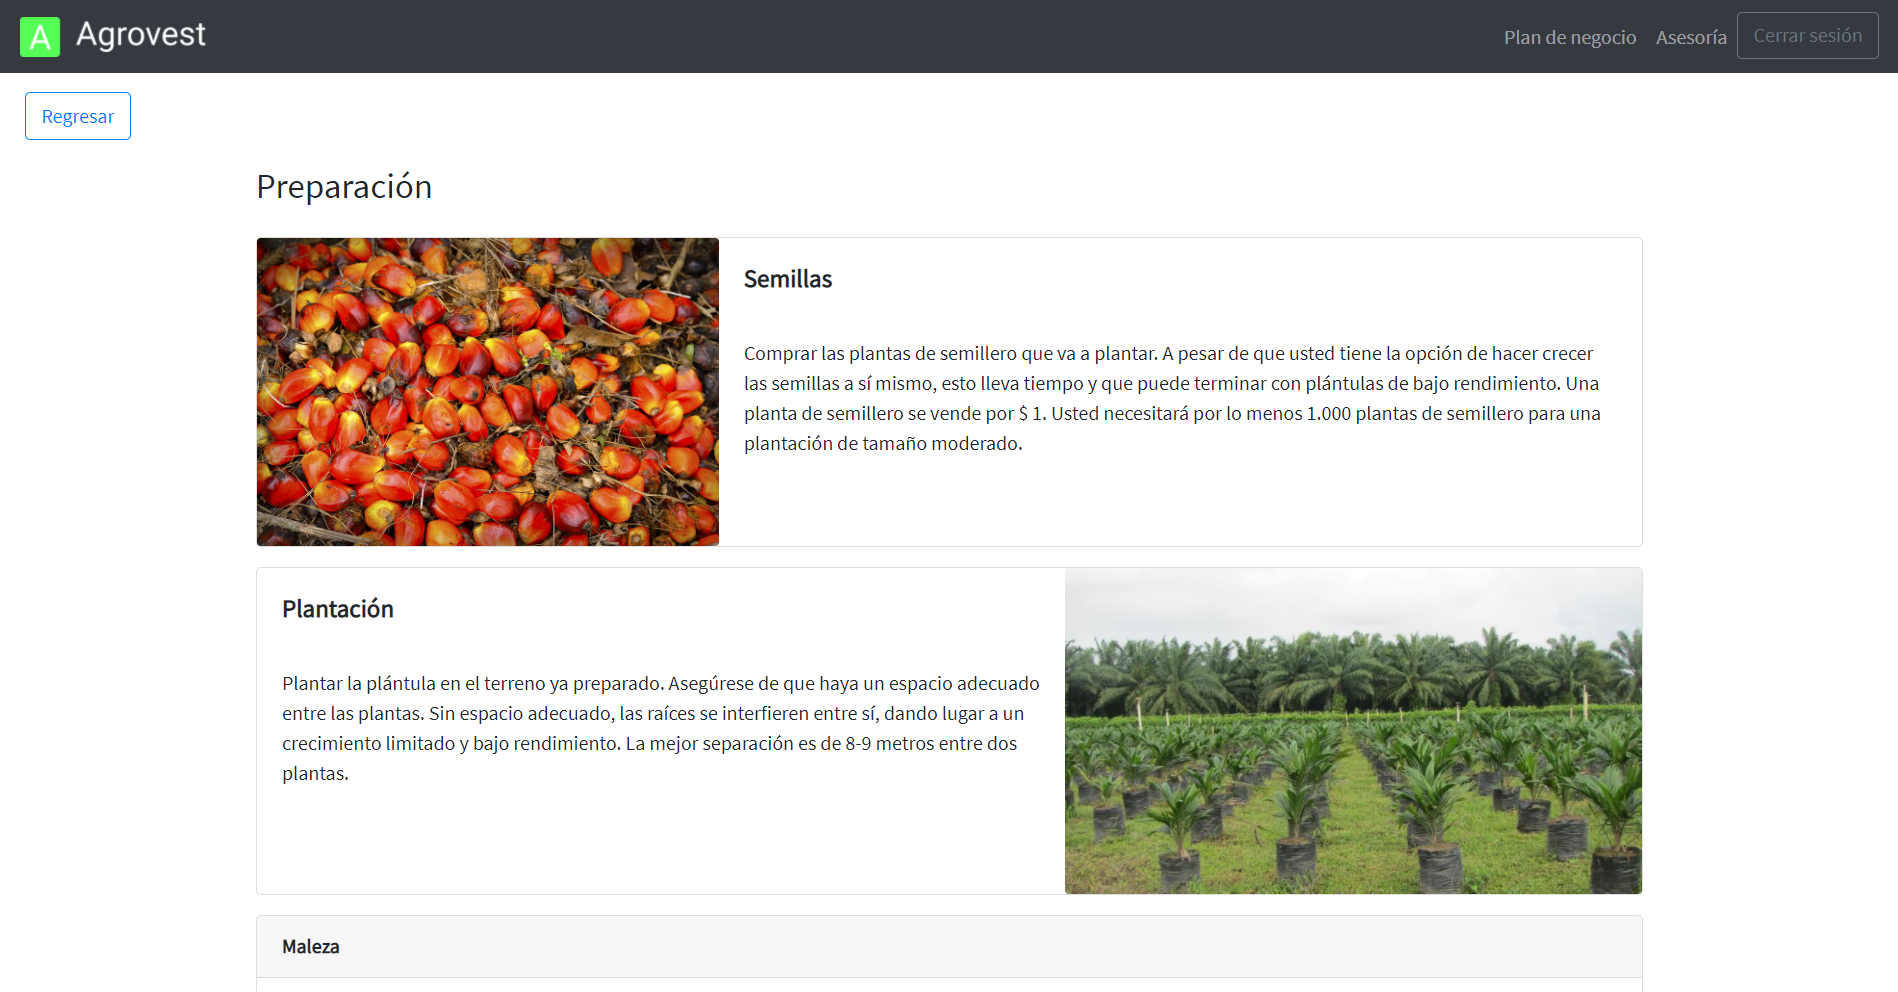 A Agrovest
Plan de negocio Asesoría Cerrar sesión
Regresar
Preparación
Semillas
Comprar las plantas de semillero que va a plantar. A pesar de que usted tiene la opción de hacer crecer
las semillas a sí mismo, esto lleva tiempo y que puede terminar con plántulas de bajo rendimiento. Una
planta de semillero se vende por $ 1. Usted necesitará por lo menos 1.000 plantas de semillero para una
plantación de tamaño moderado.
Plantación
Plantar la plántula en el terreno ya preparado. Asegúrese de que haya un espacio adecuado
entre las plantas. Sin espacio adecuado, las raíces se interfieren entre sí, dando lugar a un
crecimiento limitado y bajo rendimiento. La mejor separación es de 8-9 metros entre dos
plantas.
Maleza